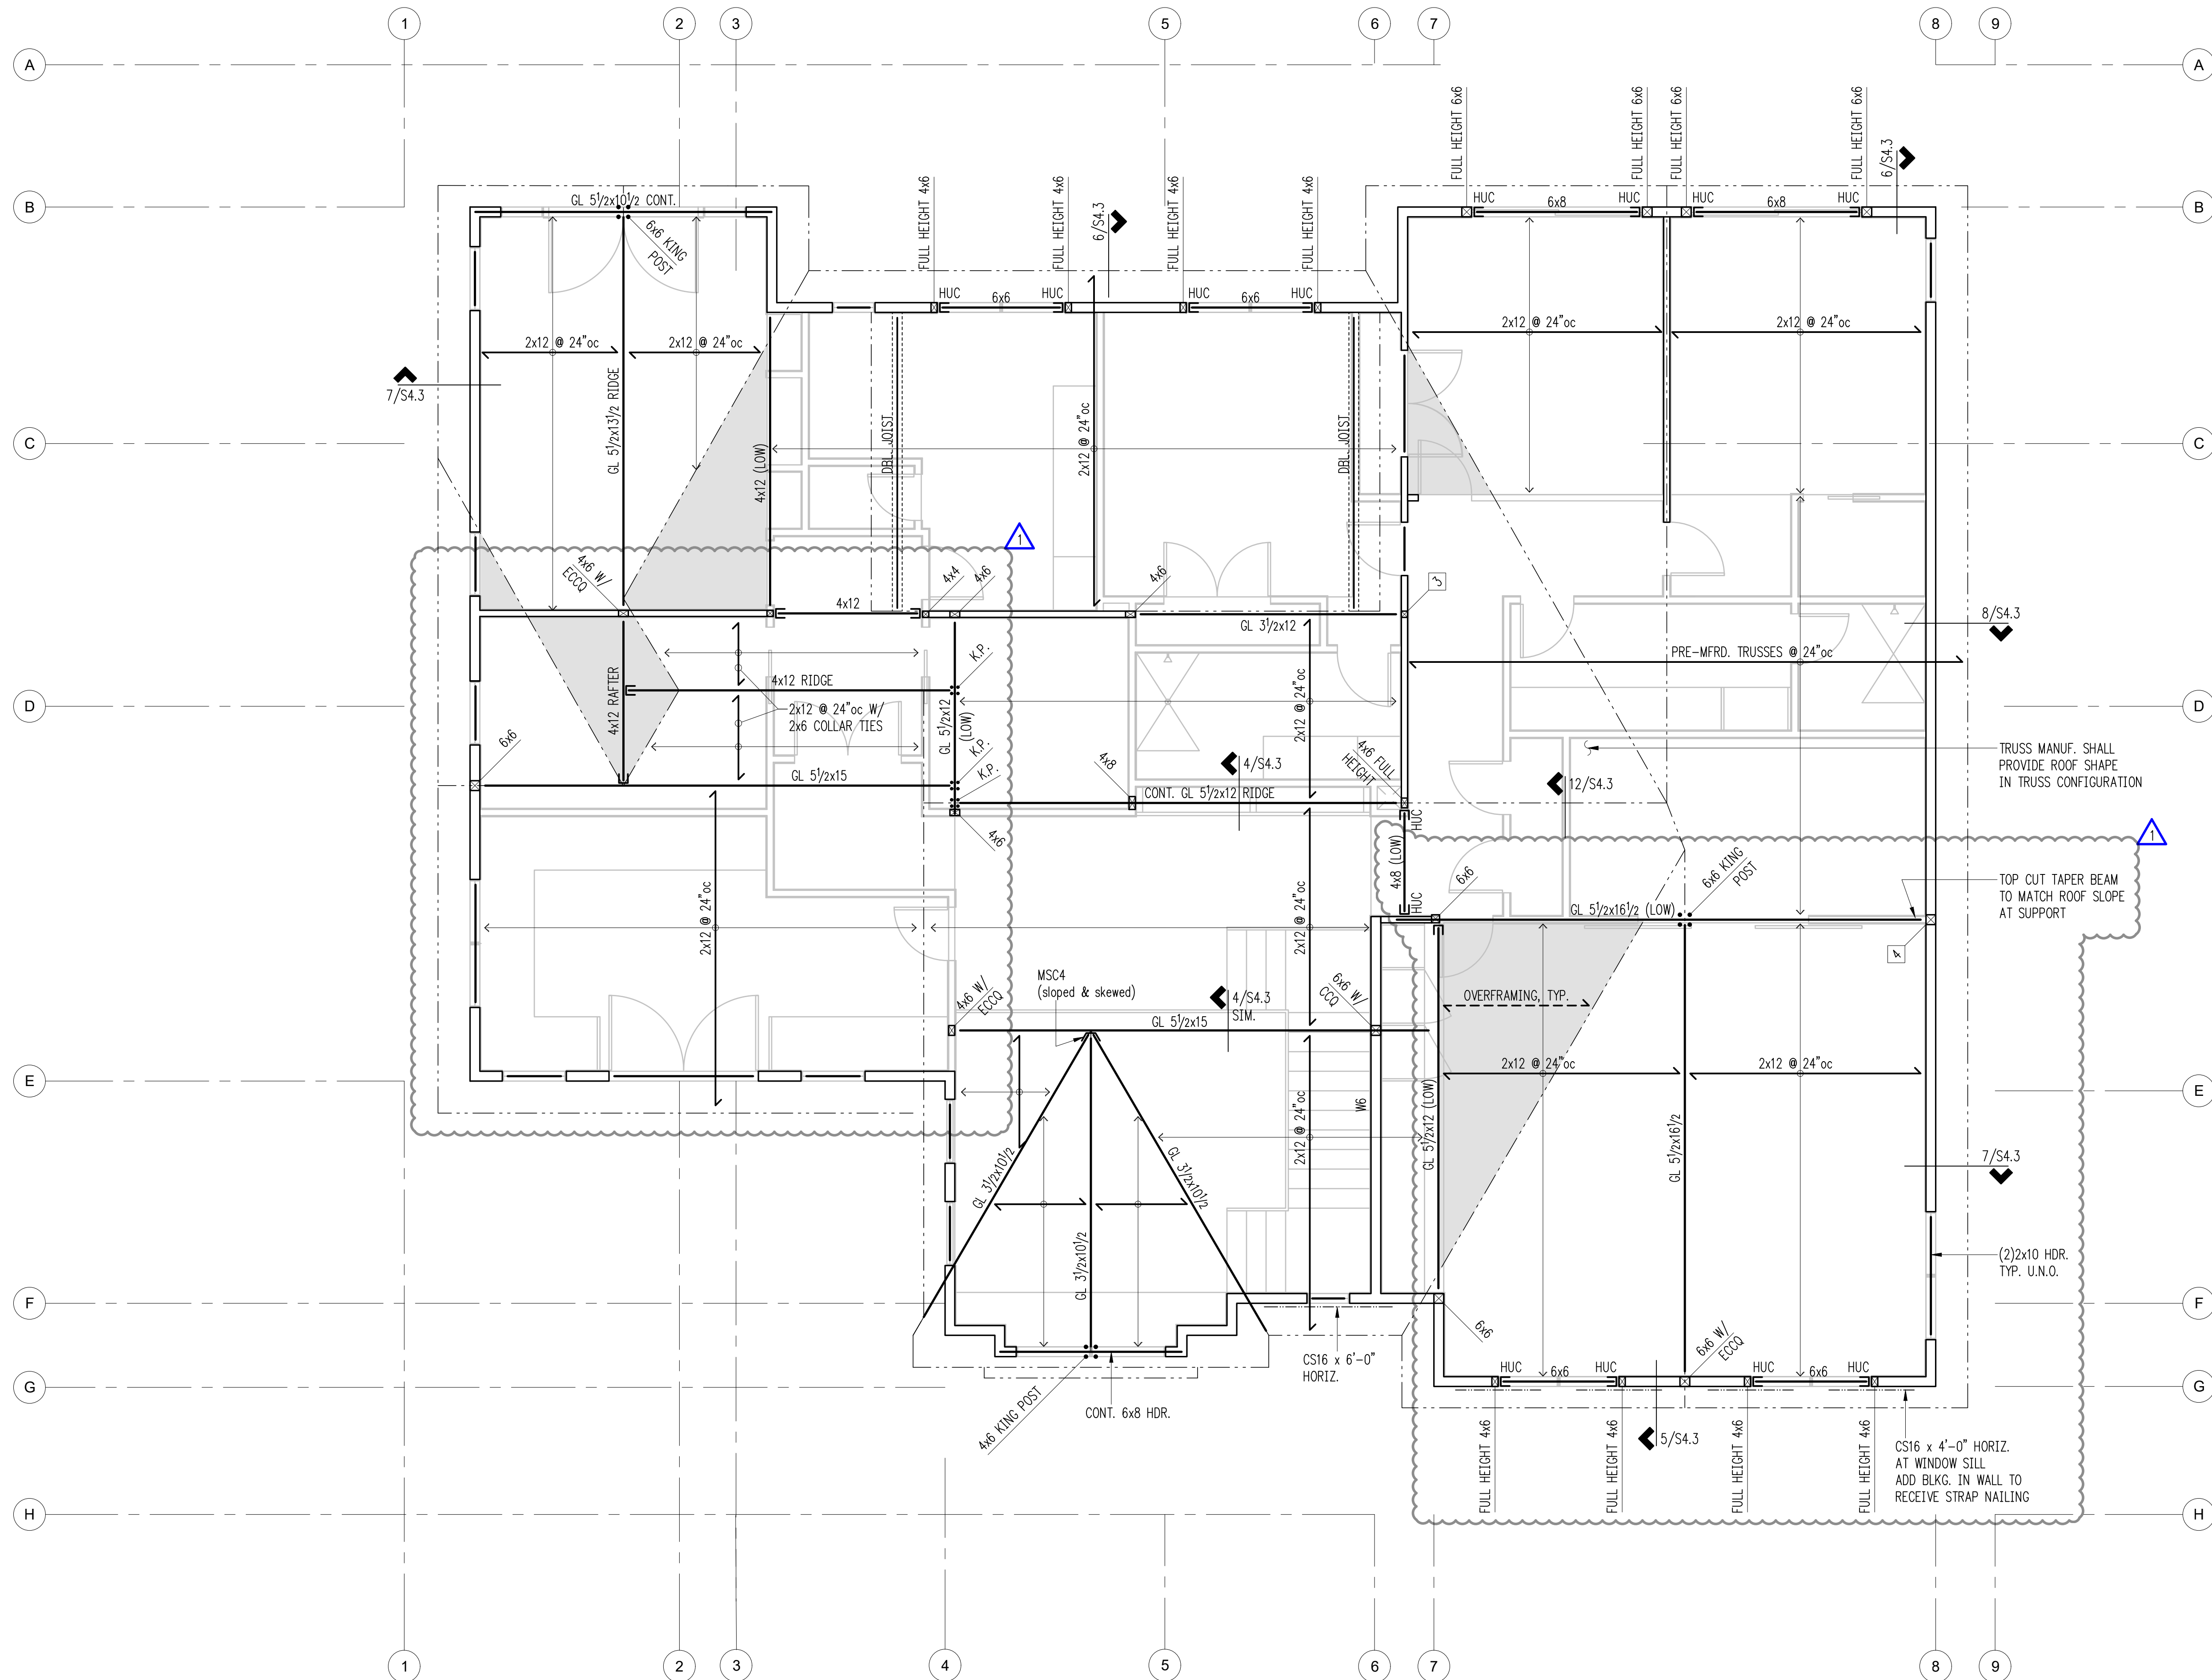 1
2
3
5
6
7
8
9
A
A
FULL HEIGHT 6x6
FULL HEIGHT 6x6
FULL HEIGHT 6x6
FULL HEIGHT 6x6
6/S4.3
FULL HEIGHT 4x6
FULL HEIGHT 4x6
6/S4.3
FULL HEIGHT 4x6
FULL HEIGHT 4x6
B
B
GL 5½x10½ CONT.
6x6 KING
POST
HUC
6x8
HUC
HUC
6x8
HUC
HUC
6x6
HUC
HUC
6x6
HUC
2x12 @ 24"oc
2x12 @ 24"oc
2x12 @ 24"oc
2x12 @ 24"oc
7/S4.3
GL 5½x13½ RIDGE
4x12 (LOW)
DBL. JOIST
2x12 @ 24"oc
DBL. JOIST
C
C
1
4x6 W/
ECCQ
4x12
4x4
4x6
4x6
3
GL 3½x12
8/S4.3
4x12 RAFTER
4x12 RIDGE
K.P.
PRE-MFRD. TRUSSES @ 24"oc
D
D
2x12 @ 24"oc W/
2x6 COLLAR TIES
GL 5½x12
(LOW)
2x12 @ 24"oc
6x6
K.P.
K.P.
GL 5½x15
4x8
4/S4.3
4x6 FULL
HEIGHT
CONT. GL 5½x12 RIDGE
12/S4.3
TRUSS MANUF. SHALL
PROVIDE ROOF SHAPE
IN TRUSS CONFIGURATION
4x6
HUC
4x8 (LOW)
HUC
1
6x6
6x6 KING
POST
TOP CUT TAPER BEAM
TO MATCH ROOF SLOPE
AT SUPPORT
GL 5½x16½ (LOW)
4
2x12 @ 24"oc
2x12 @ 24"oc
MSC4
(sloped & skewed)
4x6 W/
ECCQ
4/S4.3
SIM.
6x6 W/
CCQ
GL 5½x15
OVERFRAMING, TYP.
2x12 @ 24"oc
2x12 @ 24"oc
E
E
W6
GL 5½x12 (LOW)
2x12 @ 24"oc
GL 5½x16½
7/S4.3
GL 3½x10½
GL 3½x10½
GL 3½x10½
(2)2x10 HDR.
TYP. U.N.O.
F
F
6x6
CS16 x 6'-0"
HORIZ.
6x6 W/
ECCQ
HUC
6x6
HUC
HUC
6x6
HUC
G
G
4x6 KING POST
CONT. 6x8 HDR.
FULL HEIGHT 4x6
FULL HEIGHT 4x6
5/S4.3
FULL HEIGHT 4x6
FULL HEIGHT 4x6
CS16 x 4'-0" HORIZ.
AT WINDOW SILL
ADD BLKG. IN WALL TO
RECEIVE STRAP NAILING
H
H
1
2
3
4
5
6
7
8
9